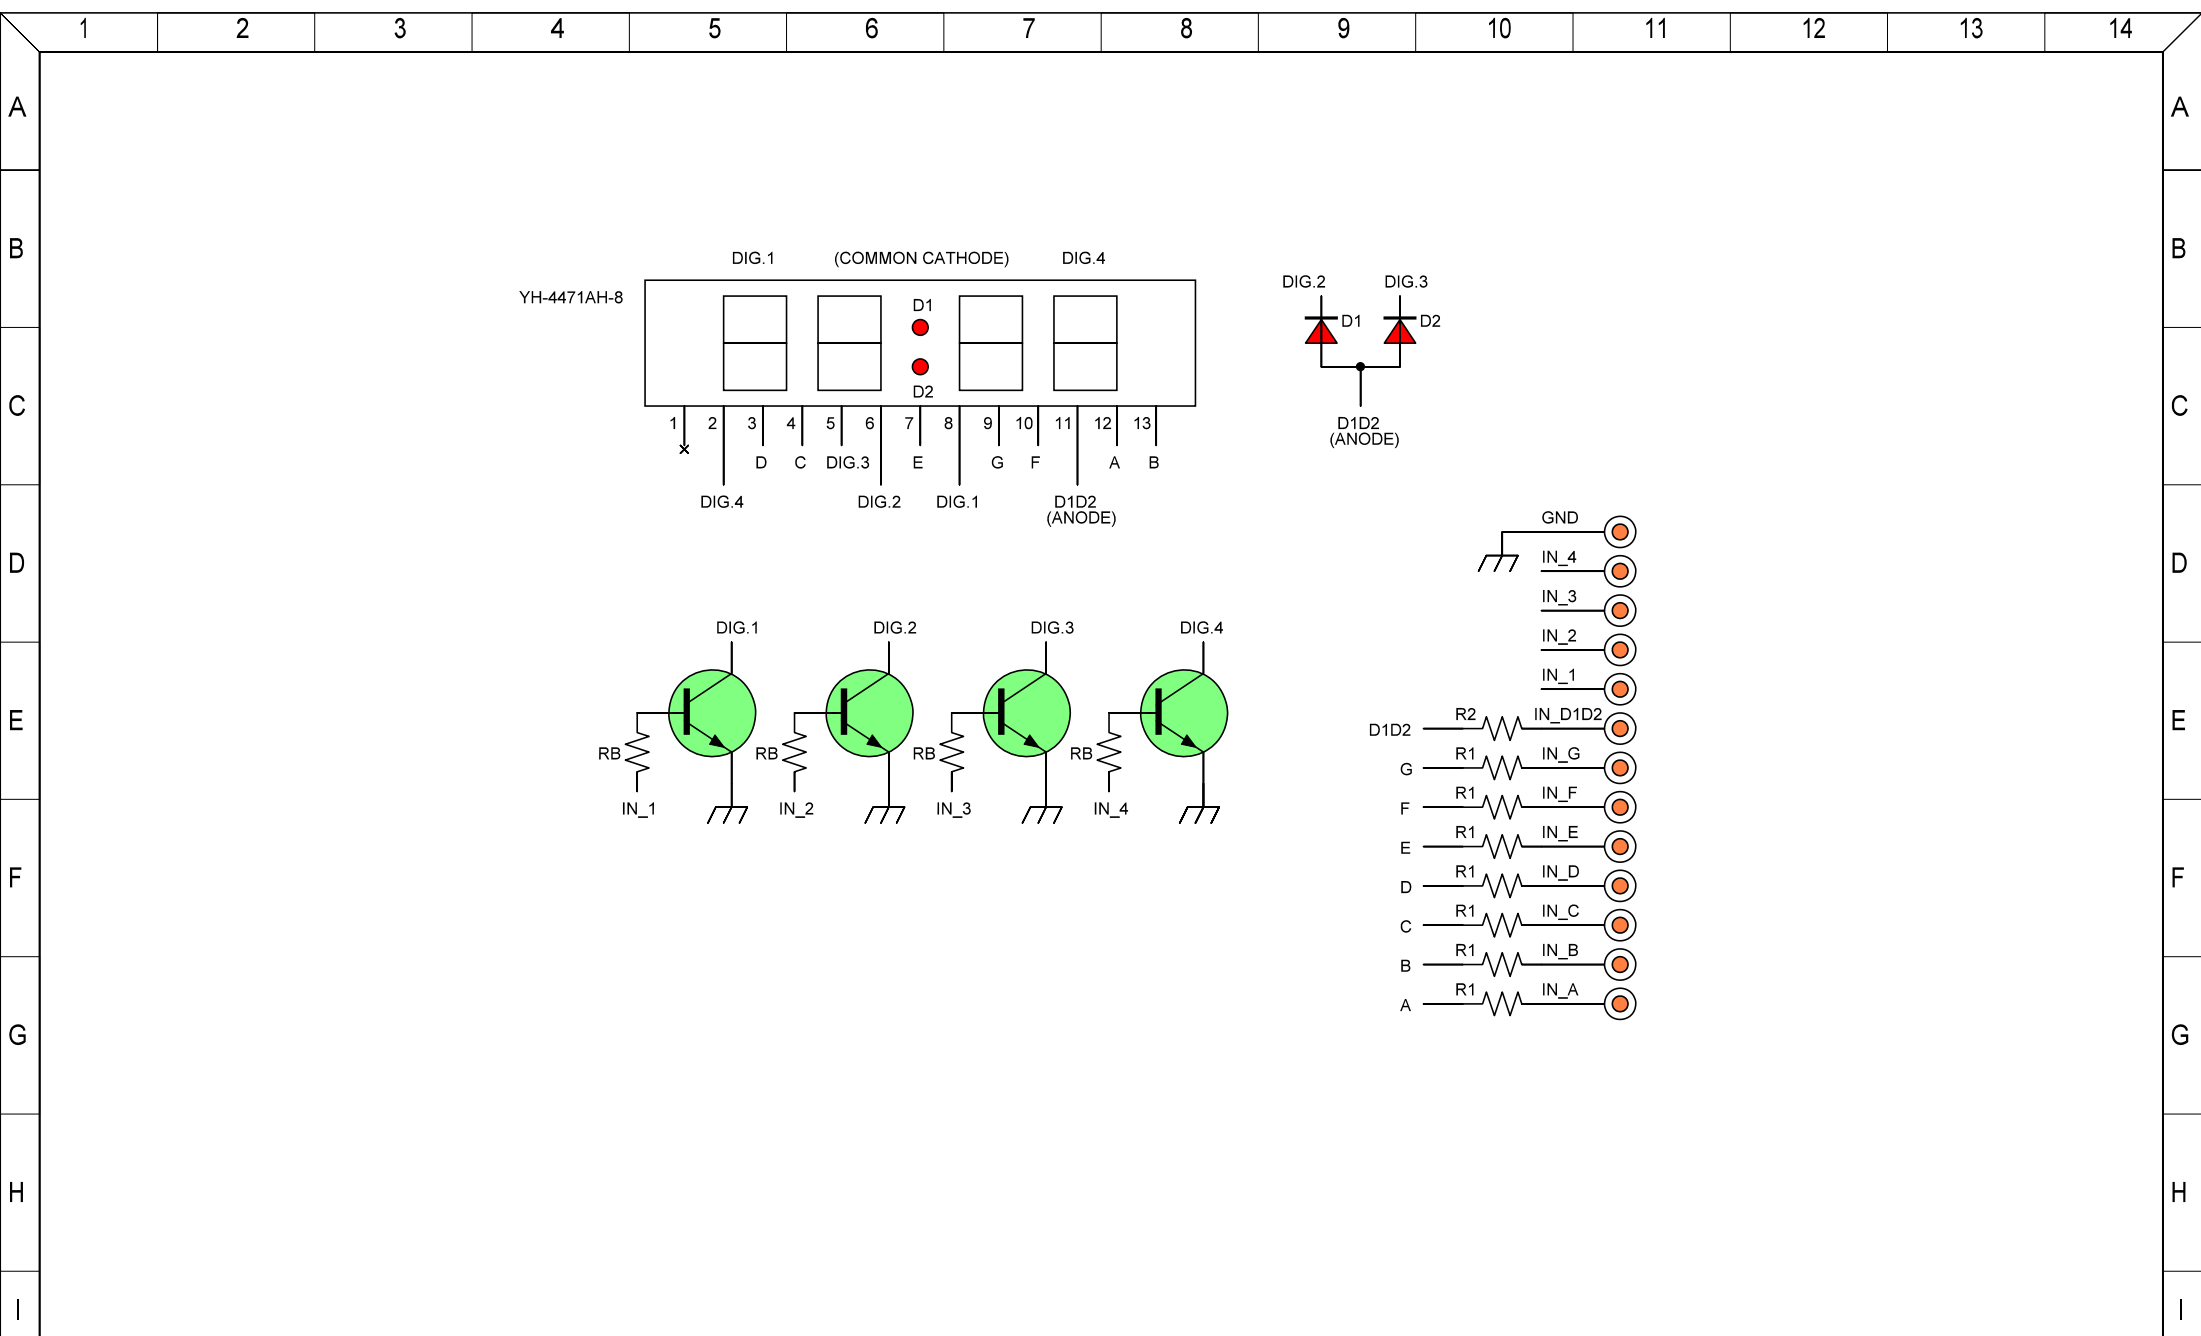 1 2 3 4 5 6 7 8 9 10 11 12 13 14
A A
B B
DIG.1 (COMMON CATHODE) DIG.4
YH-4471AH-8
D1
D2
DIG.2 DIG.3
D1 D2
C C
1 2 3 4 5 6 7 8 9 10 11 12 13
D C DIG.3 E G F A B
DIG.4 DIG.2 DIG.1 D1D2
(ANODE)
D1D2
(ANODE)
D D
GND
IN_4
IN_3
IN_2
IN_1
DIG.1 DIG.2 DIG.3 DIG.4
E E
RB RB RB RB
IN_1 IN_2 IN_3 IN_4
D1D2 R2 IN_D1D2
G R1 IN_G
F R1 IN_F
E R1 IN_E
D R1 IN_D
C R1 IN_C
B R1 IN_B
A R1 IN_A
F F
G G
H H
I I